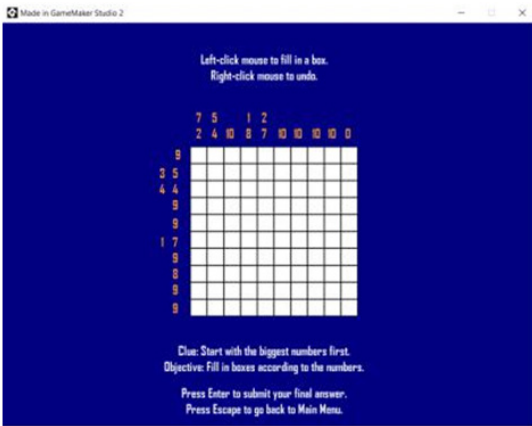 Made in GameMaker Studio 2
Left-click mouse to fill in a box.
Right-click mouse to undo.
7 5 1 2
2 4 10 8 7 10 10 10 10 0
9
3 5
4 4
9
9
1 7
9
8
9
9
Clue: Start with the biggest numbers first.
Objective: Fill in boxes according to the numbers.
Press Enter to submit your final answer.
Press Escape to go back to Main Menu.